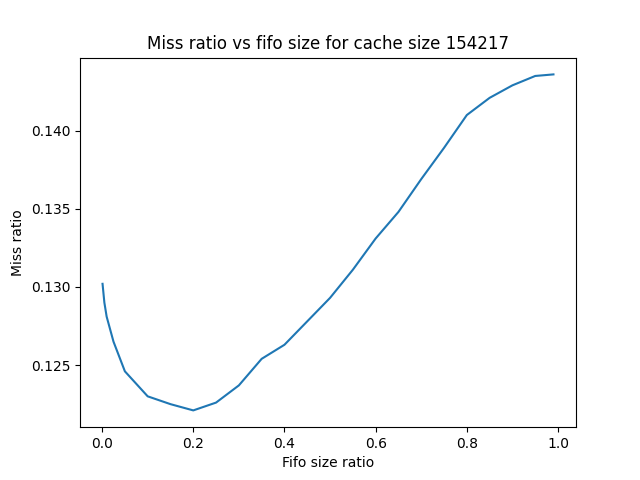 Miss ratio vs fifo size for cache size 154217
0.140
0.135
0.130
0.125
Miss ratio
0.0 0.2 0.4 0.6 0.8 1.0
Fifo size ratio